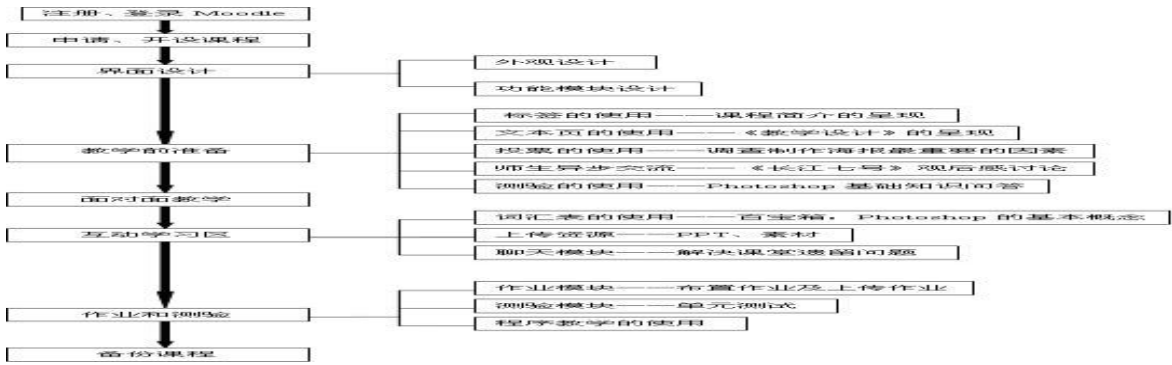 注册、登录 Moodle
申请、开设课程
界面设计
外观设计
功能模块设计
标签的使用——课程简介的呈现
文本页的使用——《教学设计》的呈现
教学前准备
投票的使用——调查制作海报最重要的因素
师生异步交流——《长江七号》观后感讨论
测验的使用——Photoshop 基础知识问答
面对面教学
词汇表的使用——百宝箱，Photoshop 的基本概念
互动学习区
上传资源——PPT、素材
聊天模块——解决课堂遗留问题
作业模块——布置作业及上传作业
测验模块——单元测试
作业和测验
程序教学的使用
备份课程